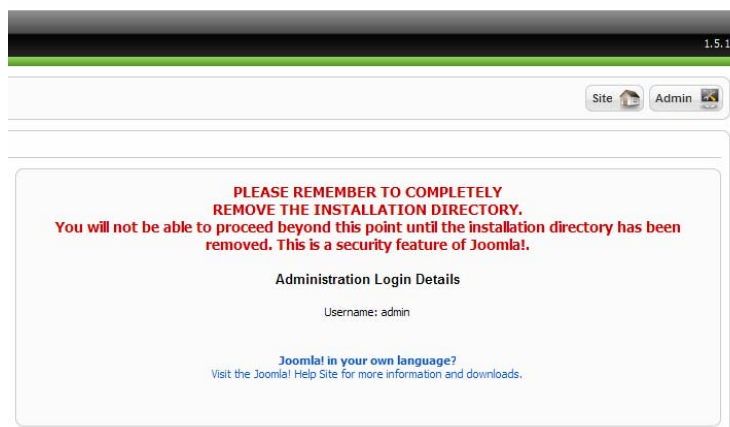 1.5.1
Site
Admin
PLEASE REMEMBER TO COMPLETELY
REMOVE THE INSTALLATION DIRECTORY.
You will not be able to proceed beyond this point until the installation directory has been
removed. This is a security feature of Joomla!.
Administration Login Details
Username: admin
Joomla! in your own language?
Visit the Joomla! Help Site for more information and downloads.